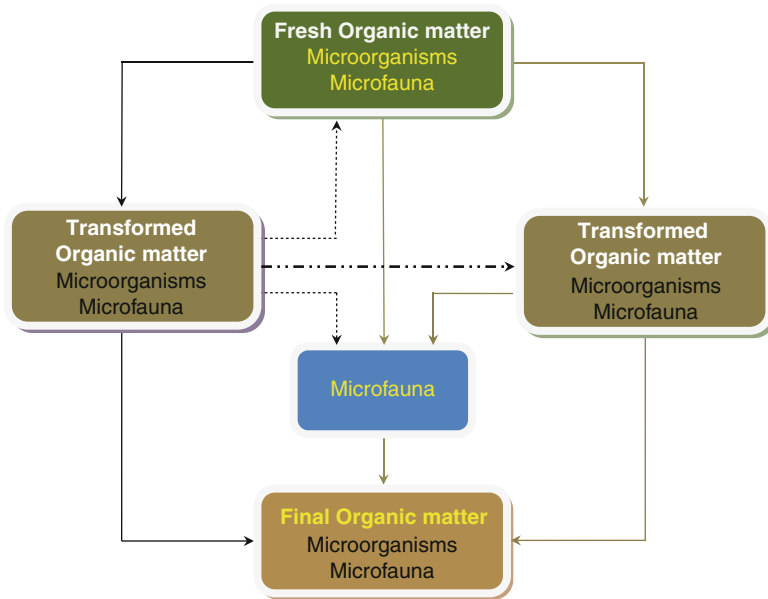 Fresh Organic matter
Microorganisms
Microfauna
Transformed
Organic matter
Microorganisms
Microfauna
Transformed
Organic matter
Microorganisms
Microfauna
Microfauna
Final Organic matter
Microorganisms
Microfauna